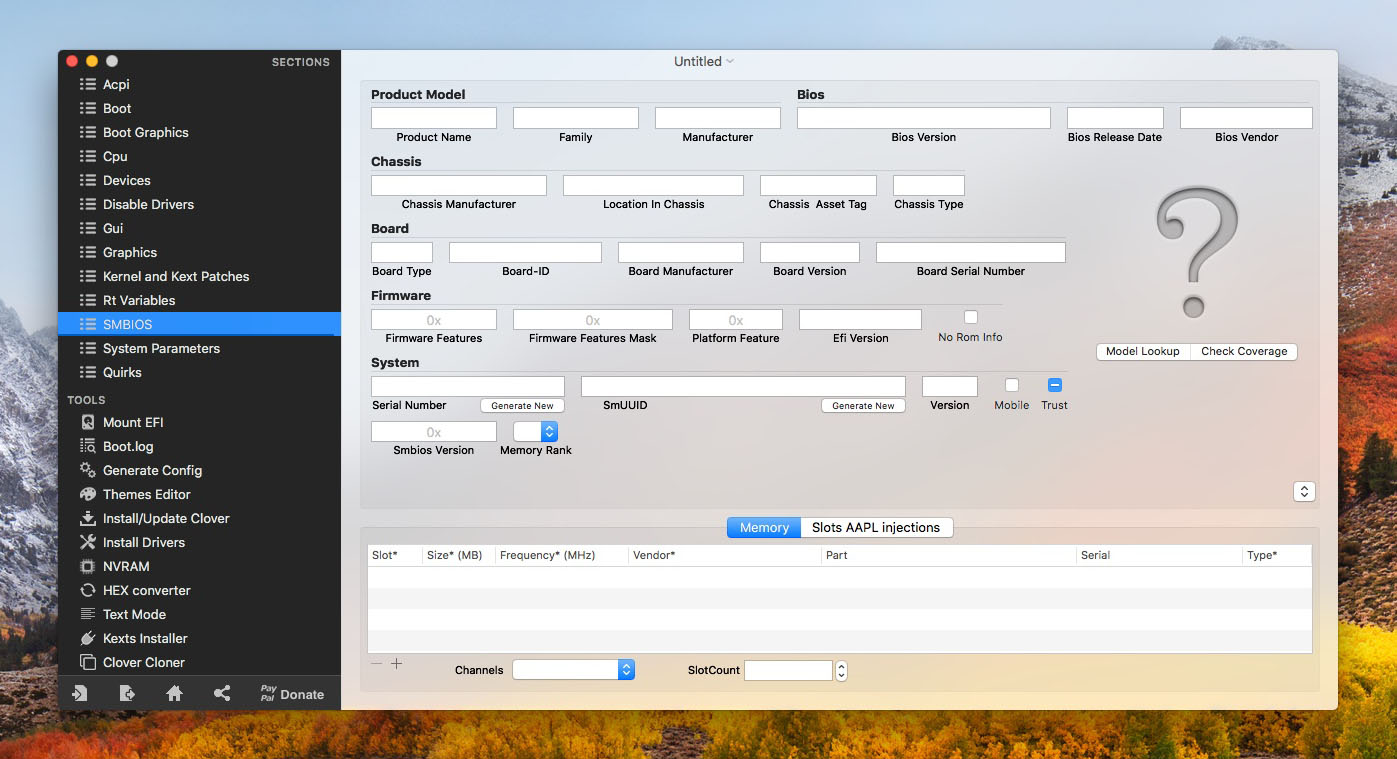 SECTIONS
Acpi
Boot
Boot Graphics
Cpu
Devices
Disable Drivers
Gui
Graphics
Kernel and Kext Patches
Rt Variables
SMBIOS
System Parameters
Quirks
TOOLS
Mount EFI
Boot.log
Generate Config
Themes Editor
Install/Update Clover
Install Drivers
NVRAM
HEX converter
Text Mode
Kexts Installer
Clover Cloner
Pay
Pal Donate
Untitled
Product Model Bios
Product Name Family Manufacturer Bios Version Bios Release Date Bios Vendor
Chassis
Chassis Manufacturer Location In Chassis Chassis Asset Tag Chassis Type
?
Board
Board Type Board-ID Board Manufacturer Board Version Board Serial Number
Firmware
0x 0x 0x
Firmware Features Firmware Features Mask Platform Feature Efi Version No Rom Info
Model Lookup Check Coverage
System
Serial Number Generate New SmUUID Generate New Version Mobile Trust
0x
Smbios Version Memory Rank
Memory Slots AAPL injections
Slot* Size* (MB) Frequency* (MHz) Vendor* Part Serial Type*
Channels SlotCount